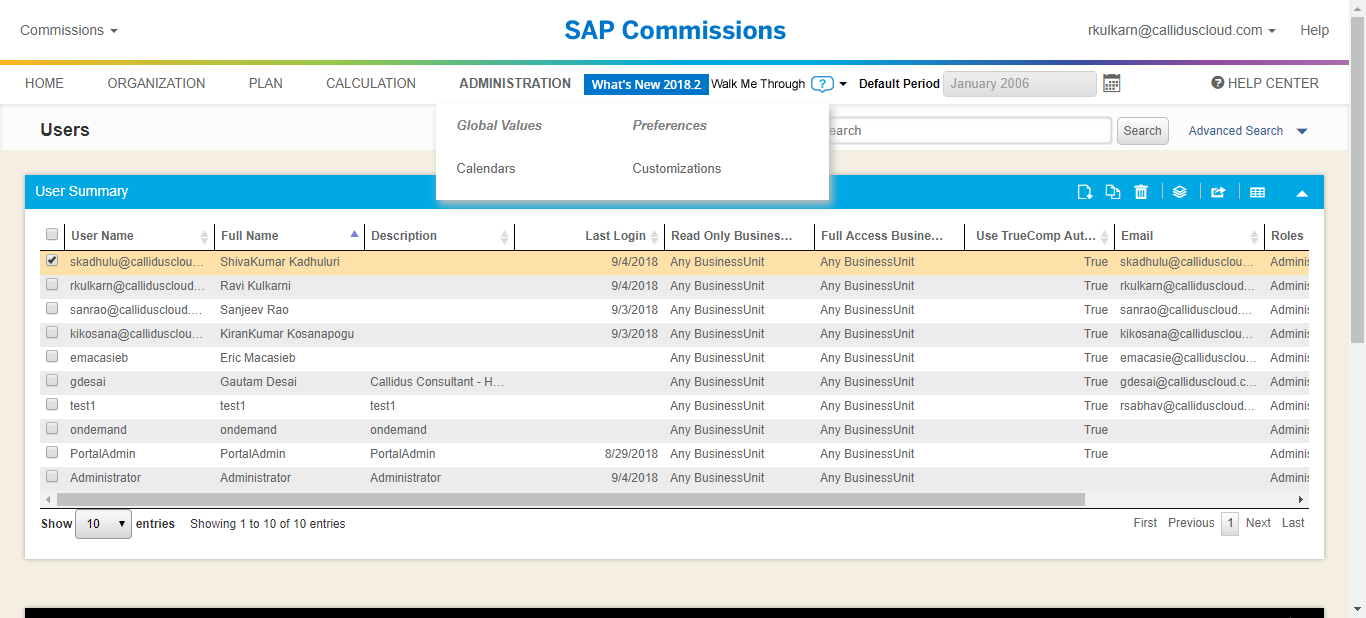 Commissions
SAP Commissions
rkulkarn@calliduscloud.com
Help
HOME ORGANIZATION PLAN CALCULATION ADMINISTRATION What's New 2018.2 Walk Me Through ? Default Period January 2006 ? HELP CENTER
Users
Global Values Preferences
earch Search Advanced Search
Calendars Customizations
User Summary
User Name Full Name Description Last Login Read Only Busines... Full Access Busine... Use TrueComp Aut... Email Roles
skadhulu@calliduscloud... ShivaKumar Kadhuluri 9/4/2018 Any BusinessUnit Any BusinessUnit True skadhulu@calliduscloud... Adminis
rkulkarn@calliduscloud... Ravi Kulkarni 9/4/2018 Any BusinessUnit Any BusinessUnit True rkulkarn@calliduscloud... Adminis
sanrao@calliduscloud.... Sanjeev Rao 9/3/2018 Any BusinessUnit Any BusinessUnit True sanrao@calliduscloud.... Adminis
kikosana@calliduscloud... KiranKumar Kosanapogu 9/3/2018 Any BusinessUnit Any BusinessUnit True kikosana@calliduscloud... Adminis
emacasieb Eric Macasieb Any BusinessUnit Any BusinessUnit True emacasie@calliduscloud... Adminis
gdesai Gautam Desai Callidus Consultant - H... Any BusinessUnit Any BusinessUnit True gdesai@calliduscloud.c... Adminis
test1 test1 test1 Any BusinessUnit Any BusinessUnit True rsabhav@calliduscloud... Adminis
ondemand ondemand ondemand Any BusinessUnit Any BusinessUnit True Adminis
PortalAdmin PortalAdmin PortalAdmin 8/29/2018 Any BusinessUnit Any BusinessUnit True Adminis
Administrator Administrator Administrator 9/4/2018 Any BusinessUnit Any BusinessUnit Adminis
Show 10 entries Showing 1 to 10 of 10 entries First Previous 1 Next Last